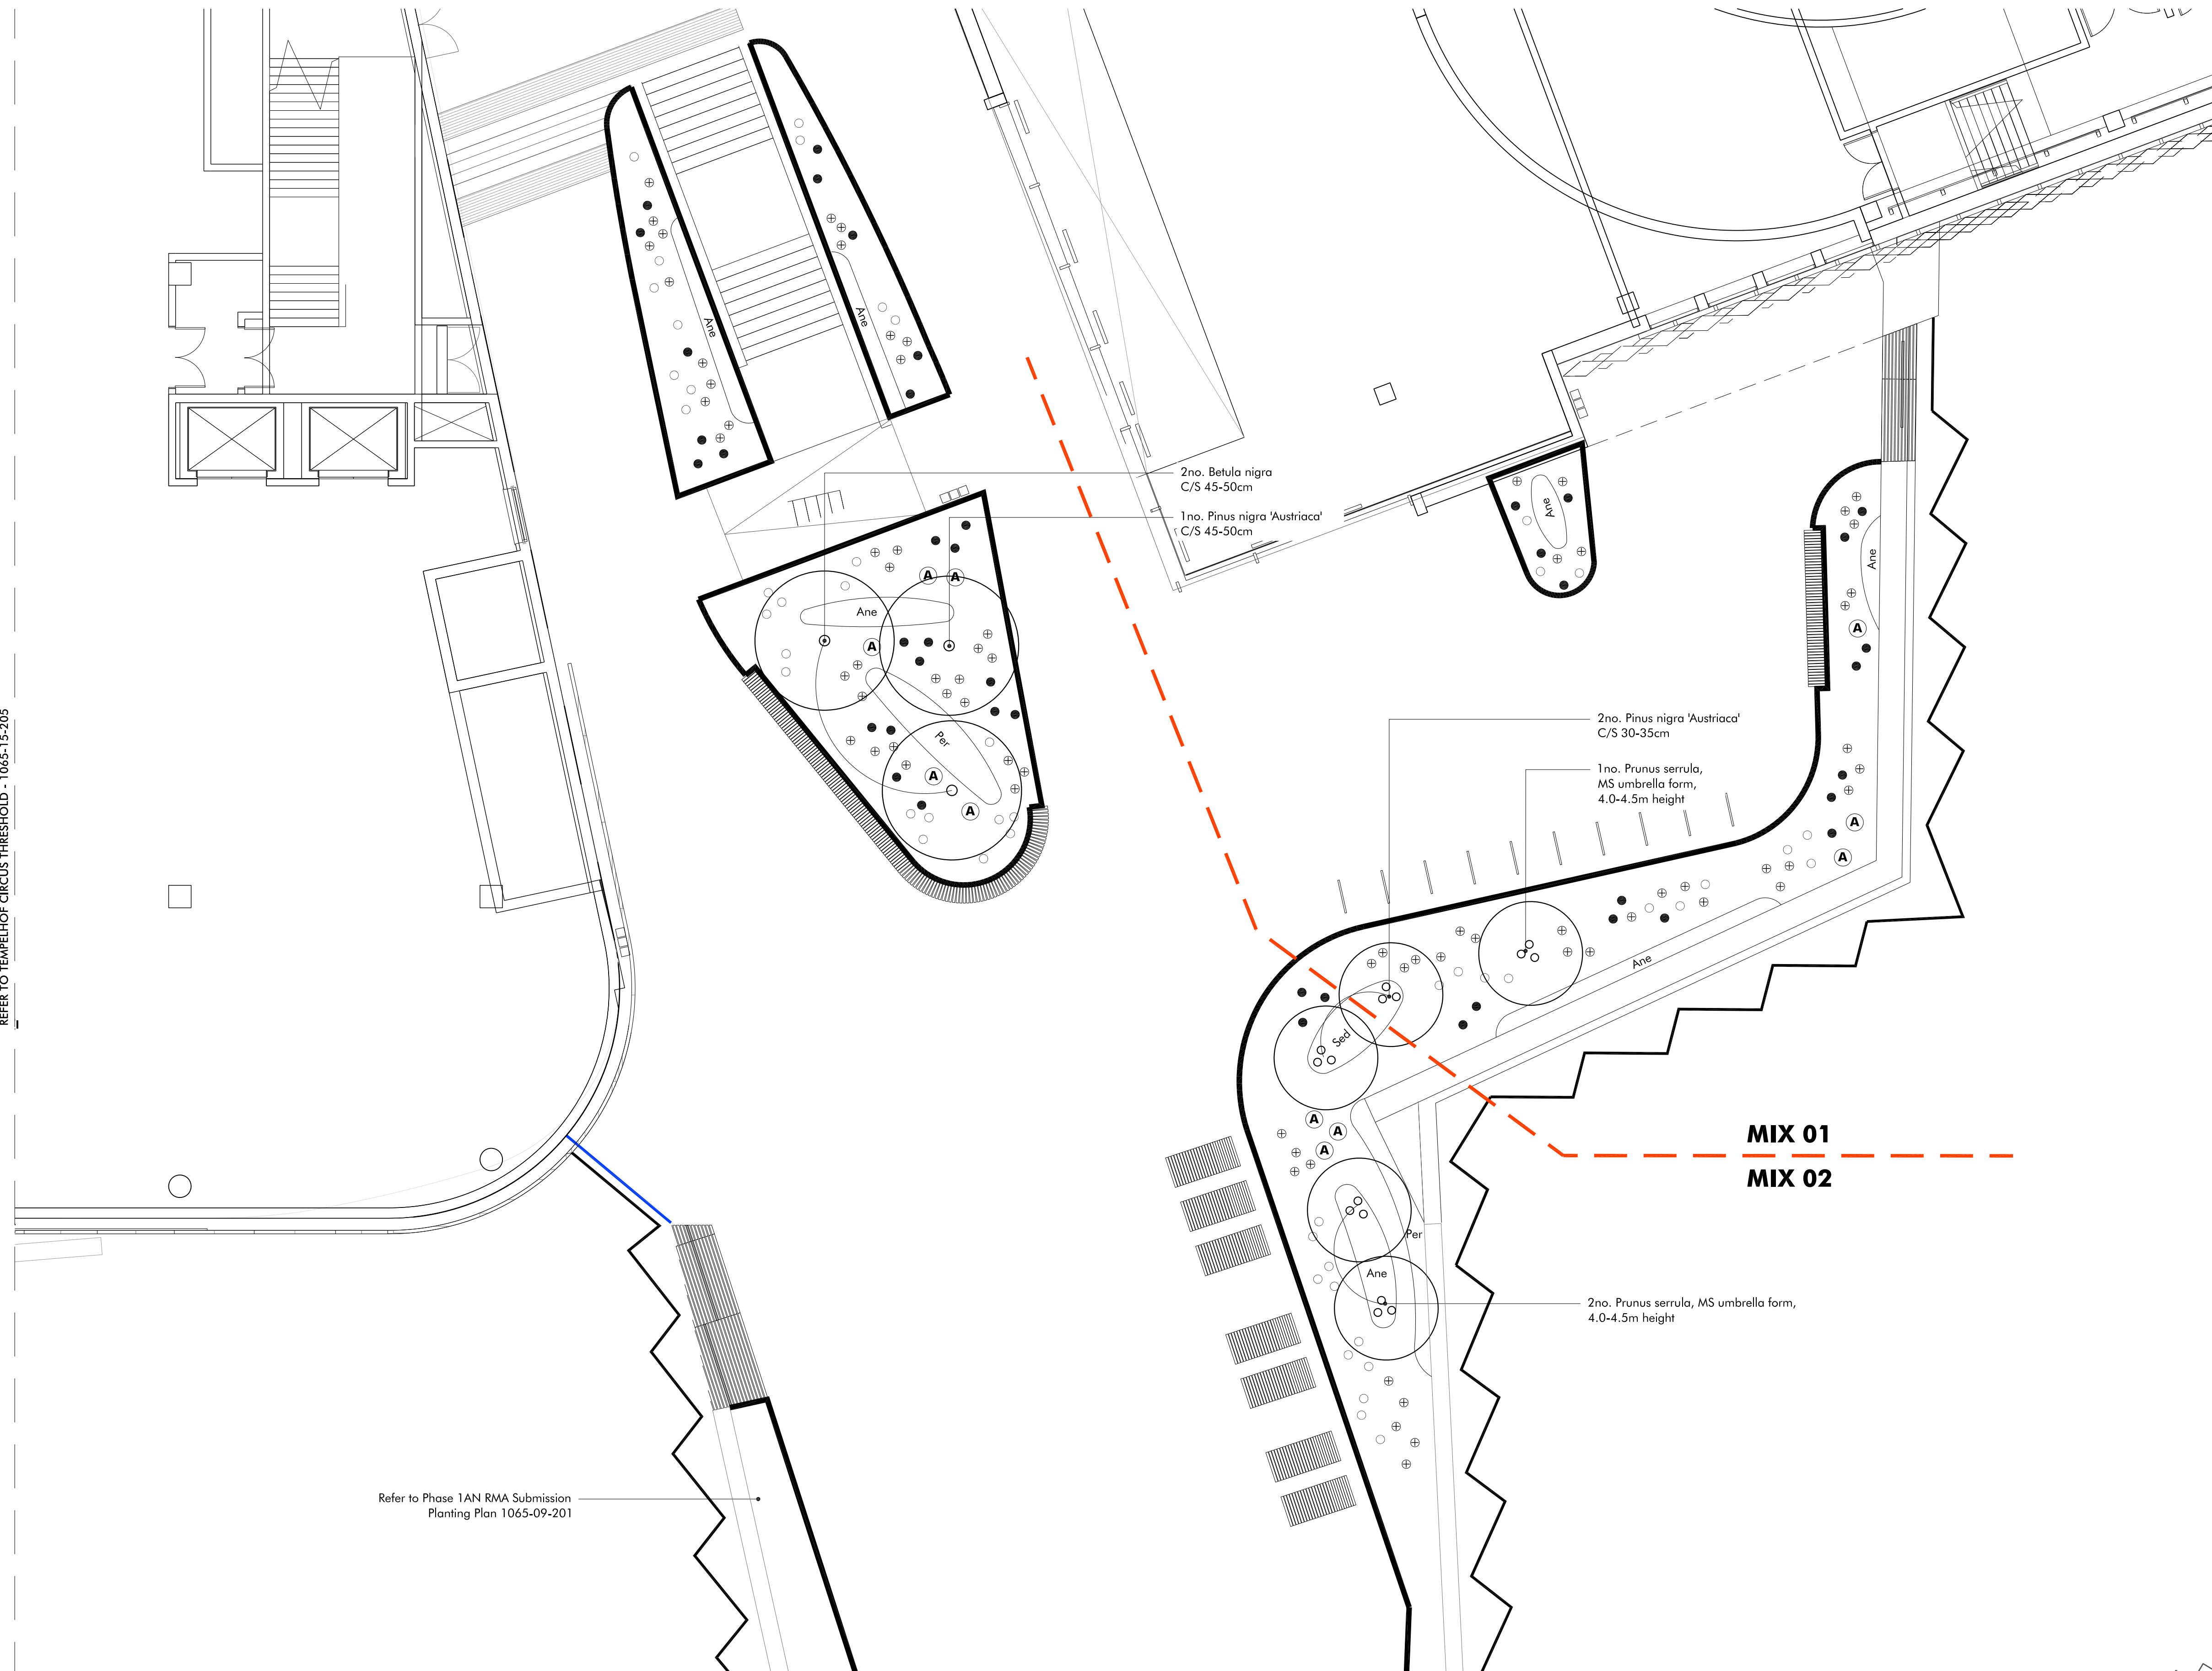 REFER TO TEMPELHOF CIRCUS THRESHOLD - 1065-15-205
Ane
Ane
2no. Betula nigra
C/S 45-50cm
1no. Pinus nigra 'Austriaca'
C/S 45-50cm
Ane
Ane
A
A
Ane
A
A
Per
2no. Pinus nigra 'Austriaca'
C/S 30-35cm
1no. Prunus serrula,
MS umbrella form,
4.0-4.5m height
A
A
A
A
Ane
Sed
A
A
A
MIX 01
MIX 02
Per
Ane
2no. Prunus serrula, MS umbrella form,
4.0-4.5m height
Refer to Phase 1AN RMA Submission
Planting Plan 1065-09-201